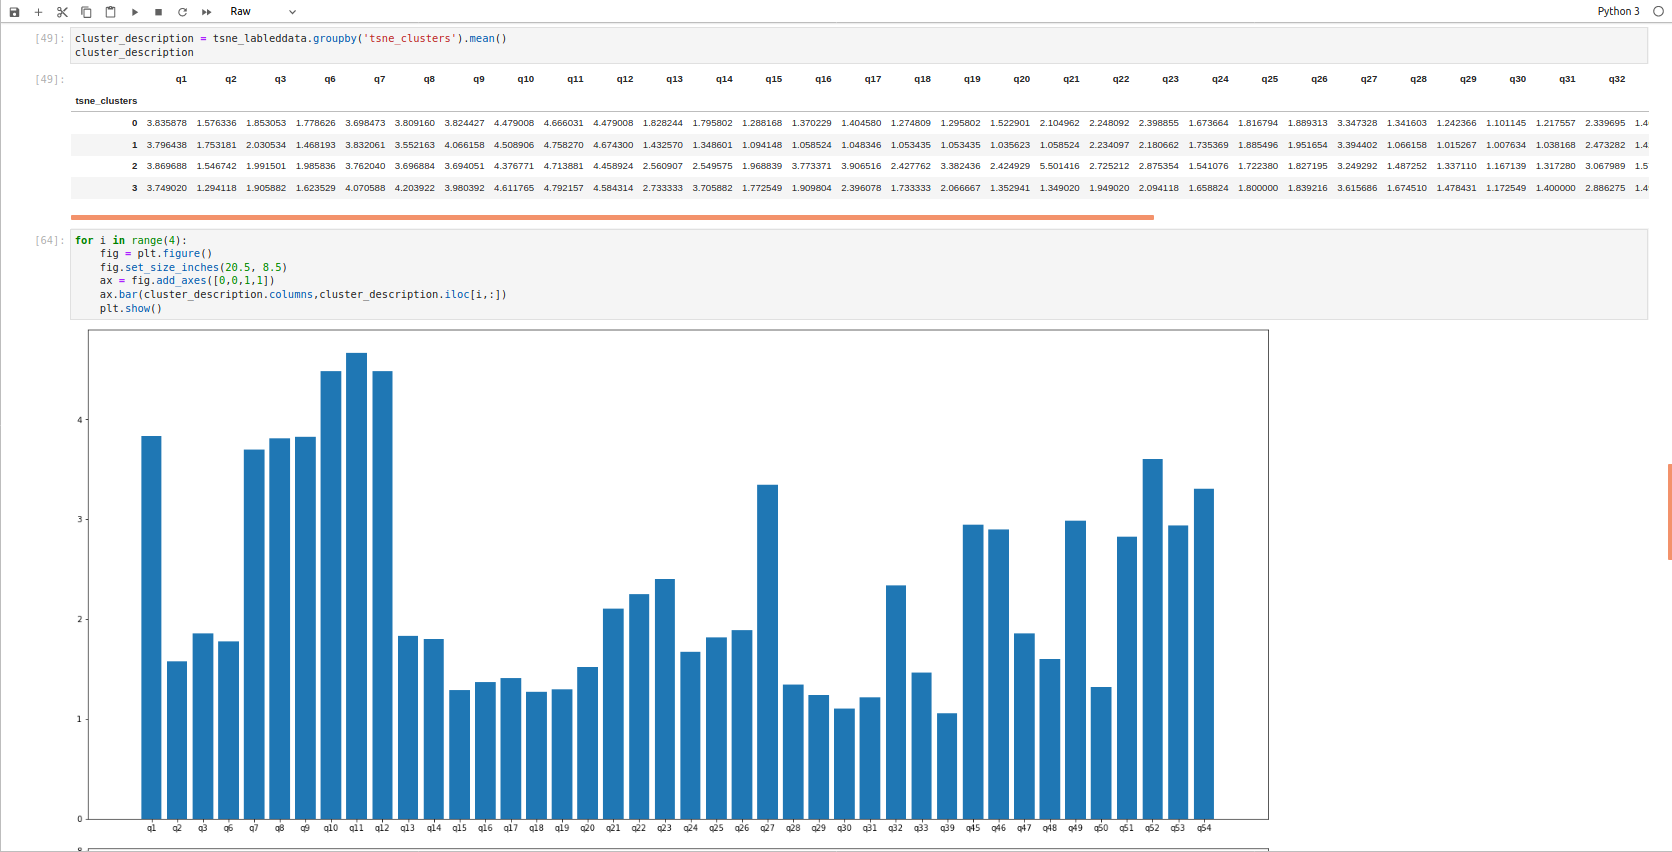 Raw Python 3
[49]: cluster_description = tsne_lableddata.groupby('tsne_clusters').mean()
cluster_description
[49]: q1 q2 q3 q6 q7 q8 q9 q10 q11 q12 q13 q14 q15 q16 q17 q18 q19 q20 q21 q22 q23 q24 q25 q26 q27 q28 q29 q30 q31 q32
tsne_clusters
0 3.835878 1.576336 1.853053 1.778626 3.698473 3.809160 3.824427 4.479008 4.666031 4.479008 1.828244 1.795802 1.288168 1.370229 1.404580 1.274809 1.295802 1.522901 2.104962 2.248092 2.398855 1.673664 1.816794 1.889313 3.347328 1.341603 1.242366 1.101145 1.217557 2.339695 1.4
1 3.796438 1.753181 2.030534 1.468193 3.832061 3.552163 4.066158 4.508906 4.758270 4.674300 1.432570 1.348601 1.094148 1.058524 1.048346 1.053435 1.053435 1.035623 1.058524 2.234097 2.180662 1.735369 1.885496 1.951654 3.394402 1.066158 1.015267 1.007634 1.038168 2.473282 1.4
2 3.869688 1.546742 1.991501 1.985836 3.762040 3.696884 3.694051 4.376771 4.713881 4.458924 2.560907 2.549575 1.968839 3.773371 3.906516 2.427762 3.382436 2.424929 5.501416 2.725212 2.875354 1.541076 1.722380 1.827195 3.249292 1.487252 1.337110 1.167139 1.317280 3.067989 1.5
3 3.749020 1.294118 1.905882 1.623529 4.070588 4.203922 3.980392 4.611765 4.792157 4.584314 2.733333 3.705882 1.772549 1.909804 2.396078 1.733333 2.066667 1.352941 1.349020 1.949020 2.094118 1.658824 1.800000 1.839216 3.615686 1.674510 1.478431 1.172549 1.400000 2.886275 1.4
[64]: for i in range(4):
fig = plt.figure()
fig.set_size_inches(20.5, 8.5)
ax = fig.add_axes([0,0,1,1])
ax.bar(cluster_description.columns,cluster_description.iloc[i,:])
plt.show()
4
3
2
1
0
q1 q2 q3 q6 q7 q8 q9 q10 q11 q12 q13 q14 q15 q16 q17 q18 q19 q20 q21 q22 q23 q24 q25 q26 q27 q28 q29 q30 q31 q32 q33 q39 q45 q46 q47 q48 q49 q50 q51 q52 q53 q54